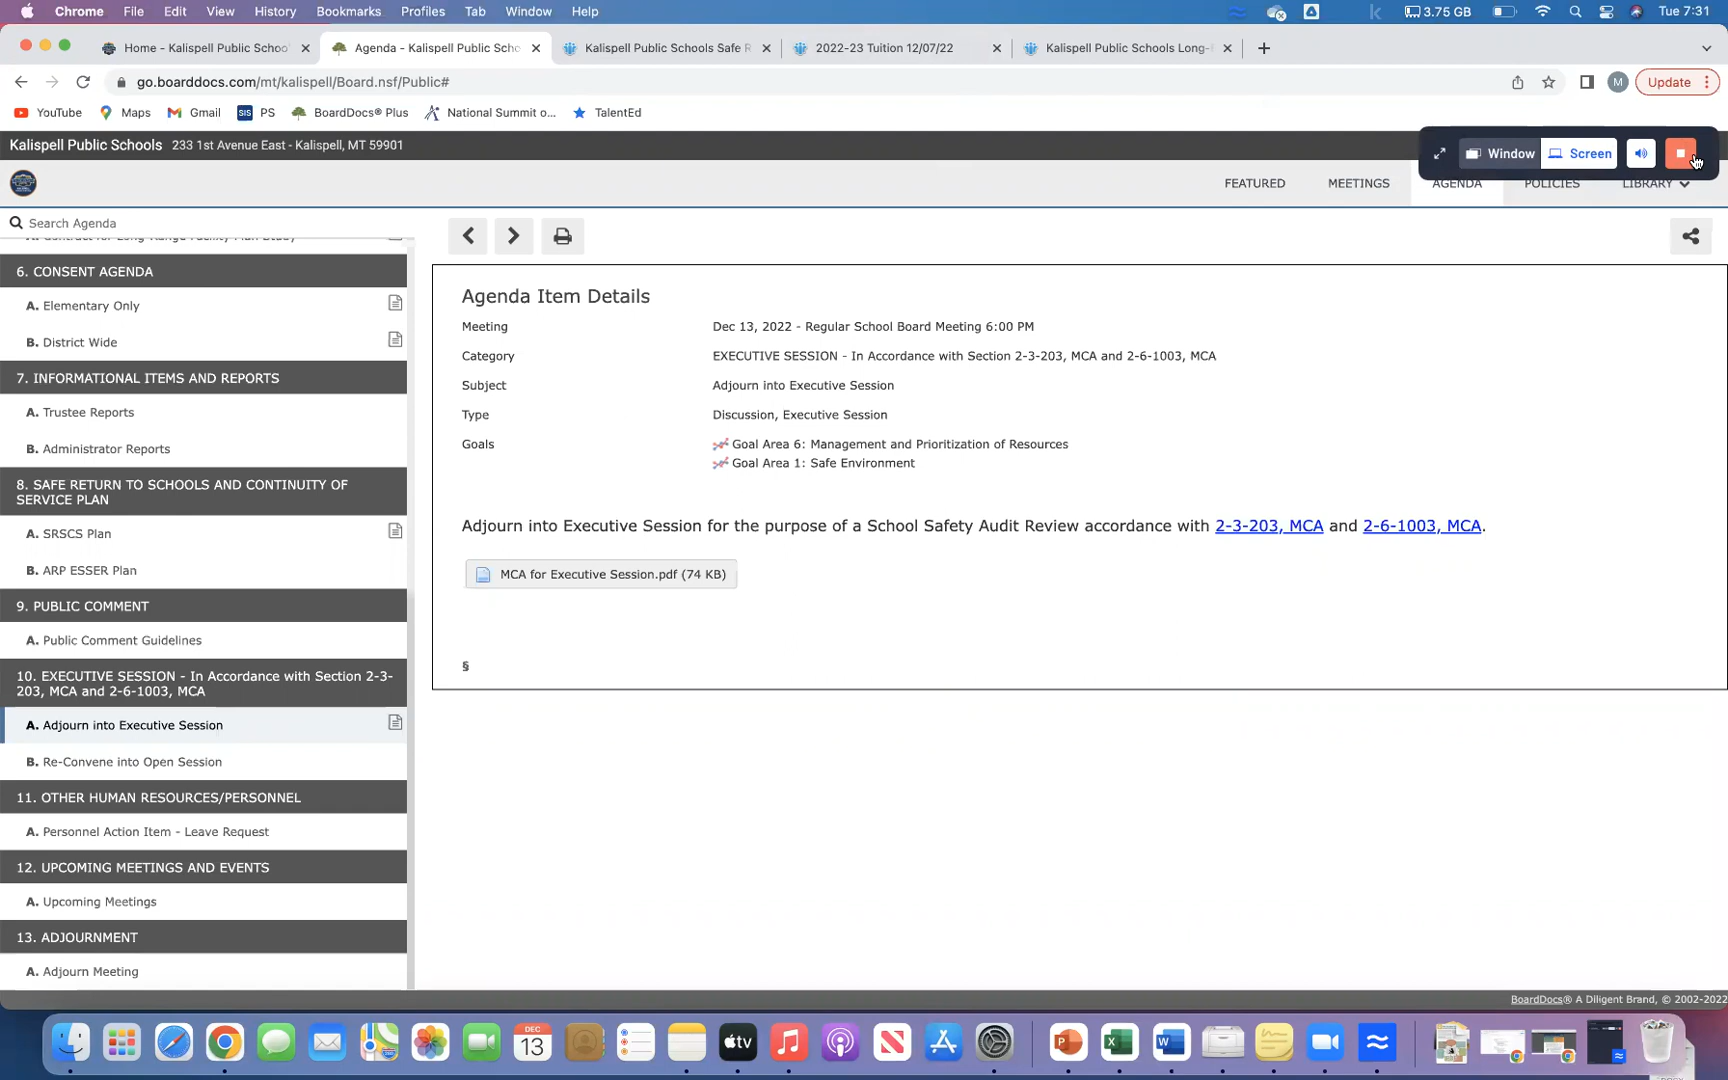 Chrome File Edit View History Bookmarks Profiles Tab Window Help 3.75 GB Tue 7:31
Home - Kalispell Public Schoo Agenda - Kalispell Public Scho Kalispell Public Schools Safe R 2022-23 Tuition 12/07/22 Kalispell Public Schools Long-
go.boarddocs.com/mt/kalispell/Board.nsf/Public# M Update
YouTube Maps Gmail SIS PS BoardDocs® Plus National Summit o... TalentEd
Kalispell Public Schools 233 1st Avenue East - Kalispell, MT 59901
Window Screen
FEATURED MEETINGS AGENDA POLICIES LIBRARY
Search Agenda
6. CONSENT AGENDA
A. Elementary Only
B. District Wide
7. INFORMATIONAL ITEMS AND REPORTS
A. Trustee Reports
B. Administrator Reports
8. SAFE RETURN TO SCHOOLS AND CONTINUITY OF
SERVICE PLAN
A. SRSCS Plan
B. ARP ESSER Plan
9. PUBLIC COMMENT
A. Public Comment Guidelines
10. EXECUTIVE SESSION - In Accordance with Section 2-3-
203, MCA and 2-6-1003, MCA
A. Adjourn into Executive Session
B. Re-Convene into Open Session
11. OTHER HUMAN RESOURCES/PERSONNEL
A. Personnel Action Item - Leave Request
12. UPCOMING MEETINGS AND EVENTS
A. Upcoming Meetings
13. ADJOURNMENT
A. Adjourn Meeting
Agenda Item Details
Meeting Dec 13, 2022 - Regular School Board Meeting 6:00 PM
Category EXECUTIVE SESSION - In Accordance with Section 2-3-203, MCA and 2-6-1003, MCA
Subject Adjourn into Executive Session
Type Discussion, Executive Session
Goals Goal Area 6: Management and Prioritization of Resources
Goal Area 1: Safe Environment
Adjourn into Executive Session for the purpose of a School Safety Audit Review accordance with 2-3-203, MCA and 2-6-1003, MCA.
MCA for Executive Session.pdf (74 KB)
§
BoardDocs® A Diligent Brand, © 2002-2022
DEC
13
tv